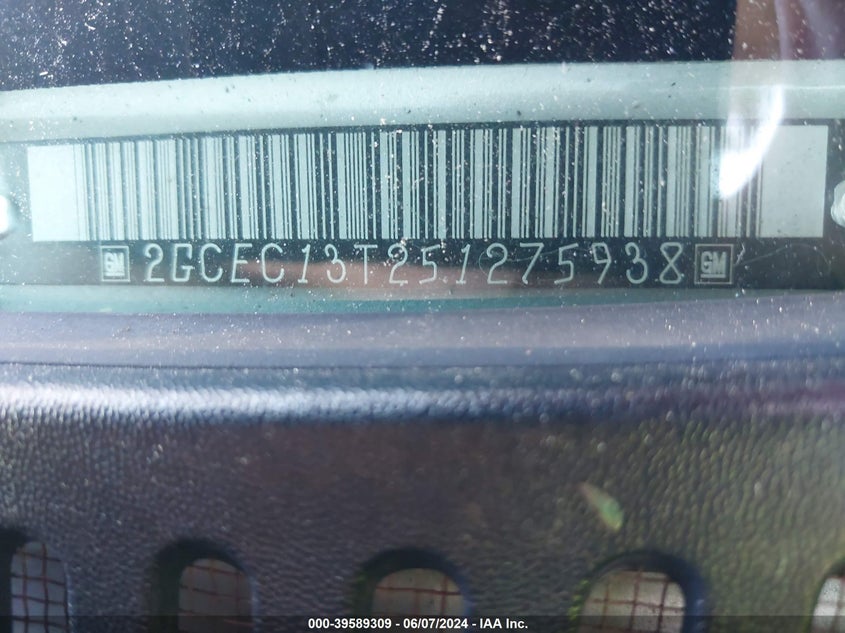 GM 2GCEC13T251275938 GM
000-39589309 - 06/07/2024 - IAA Inc.